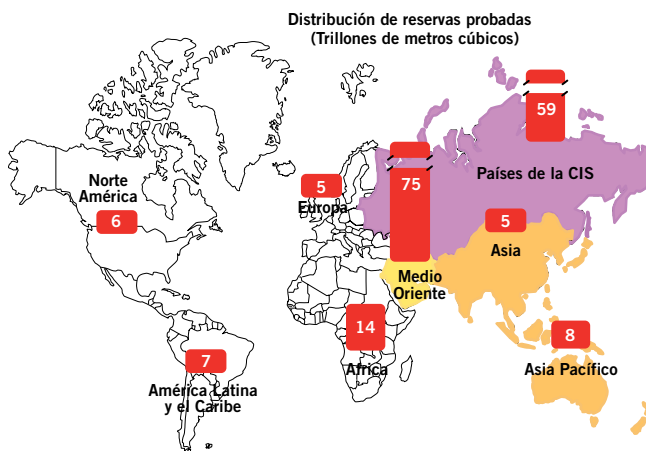 Distribución de reservas probadas
(Trillones de metros cúbicos)
59
Norte
América
6
5
Europa
75
Países de la CIS
5
Asia
Medio
Oriente
14
Africa
8
Asia Pacífico
7
América Latina
y el Caribe